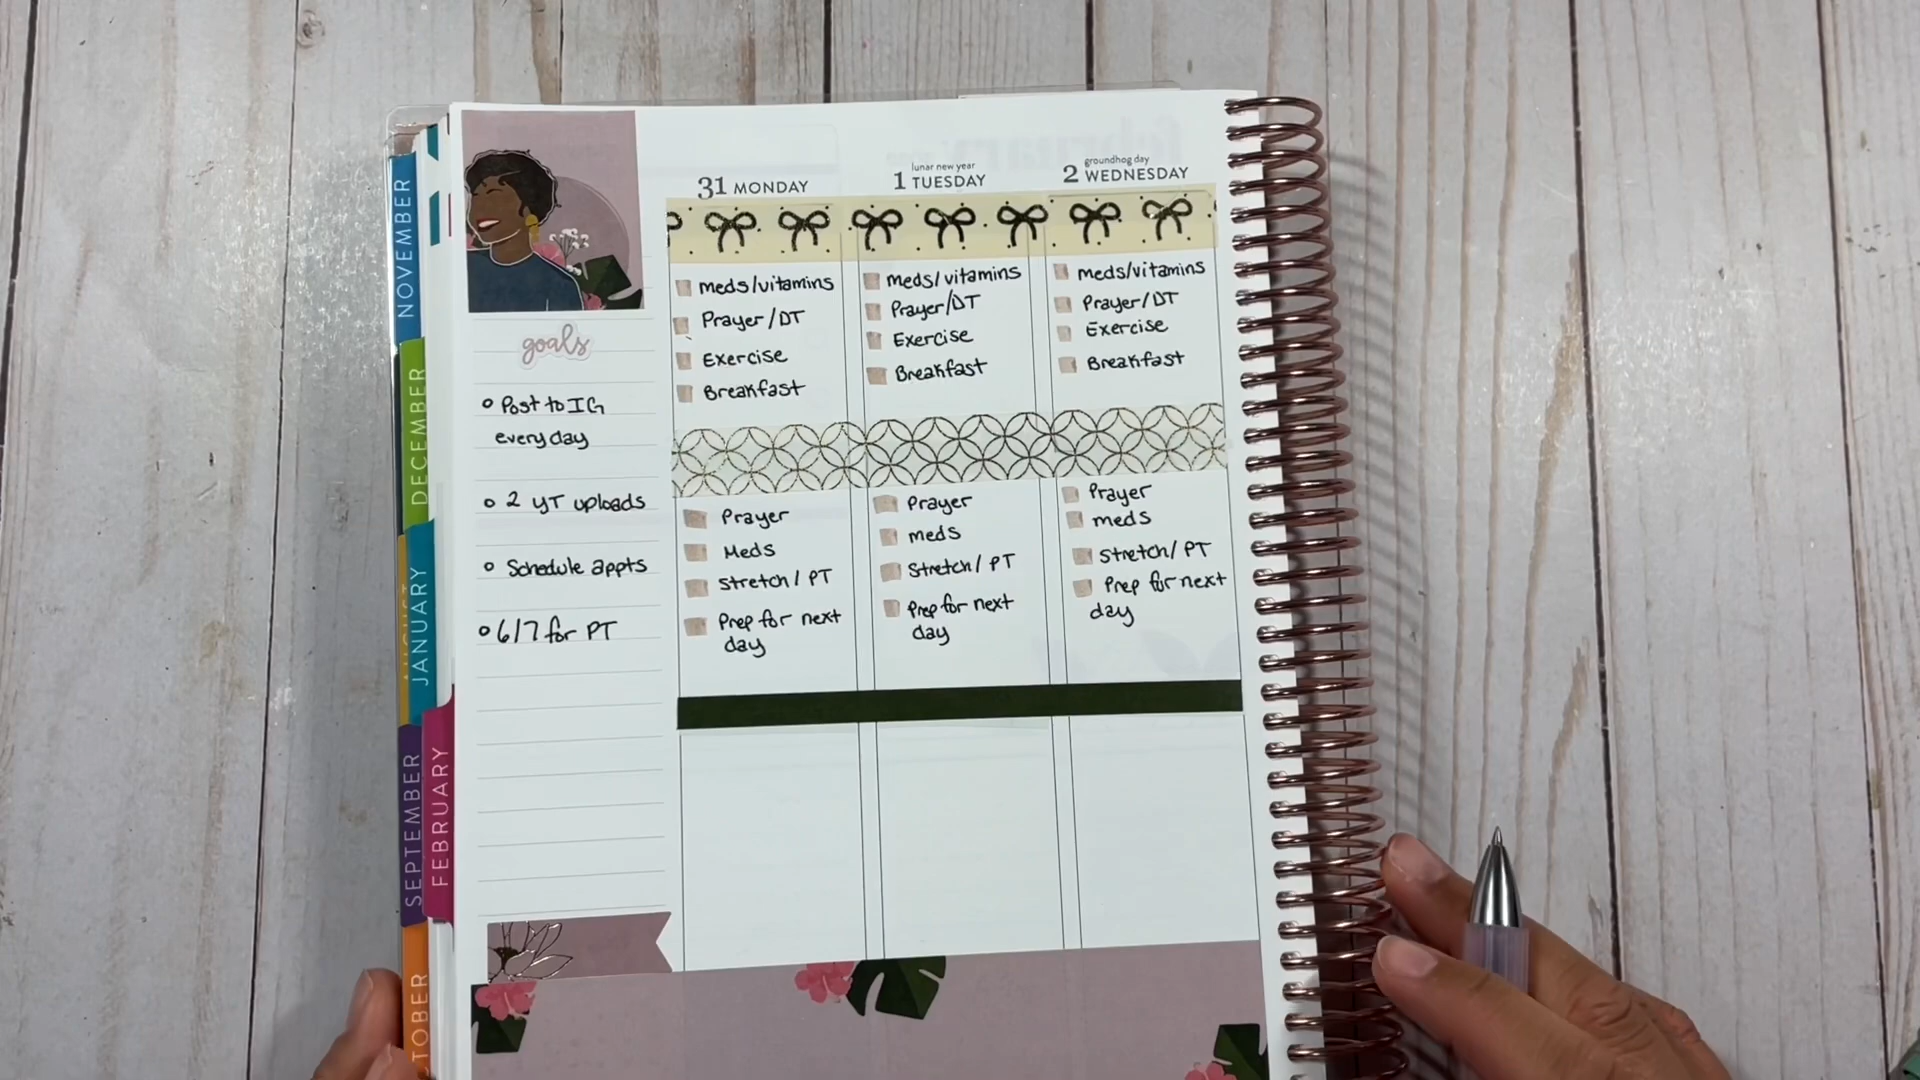 NOVEMBER
DECEMBER
JANUARY
SEPTEMBER
FEBRUARY
goals
o Post to IG
every day
o 2 YT uploads
o Schedule appts
o 6/7 for PT
31 MONDAY
meds/vitamins
Prayer/DT
Exercise
Breakfast
Prayer
Meds
Stretch/PT
Prep for next
day
lunar new year
1 TUESDAY
meds/vitamins
Prayer/DT
Exercise
Breakfast
Prayer
meds
Stretch/PT
Prep for next
day
groundhog day
2 WEDNESDAY
meds/vitamins
Prayer/DT
Exercise
Breakfast
Prayer
meds
Stretch/PT
Prep for next
day